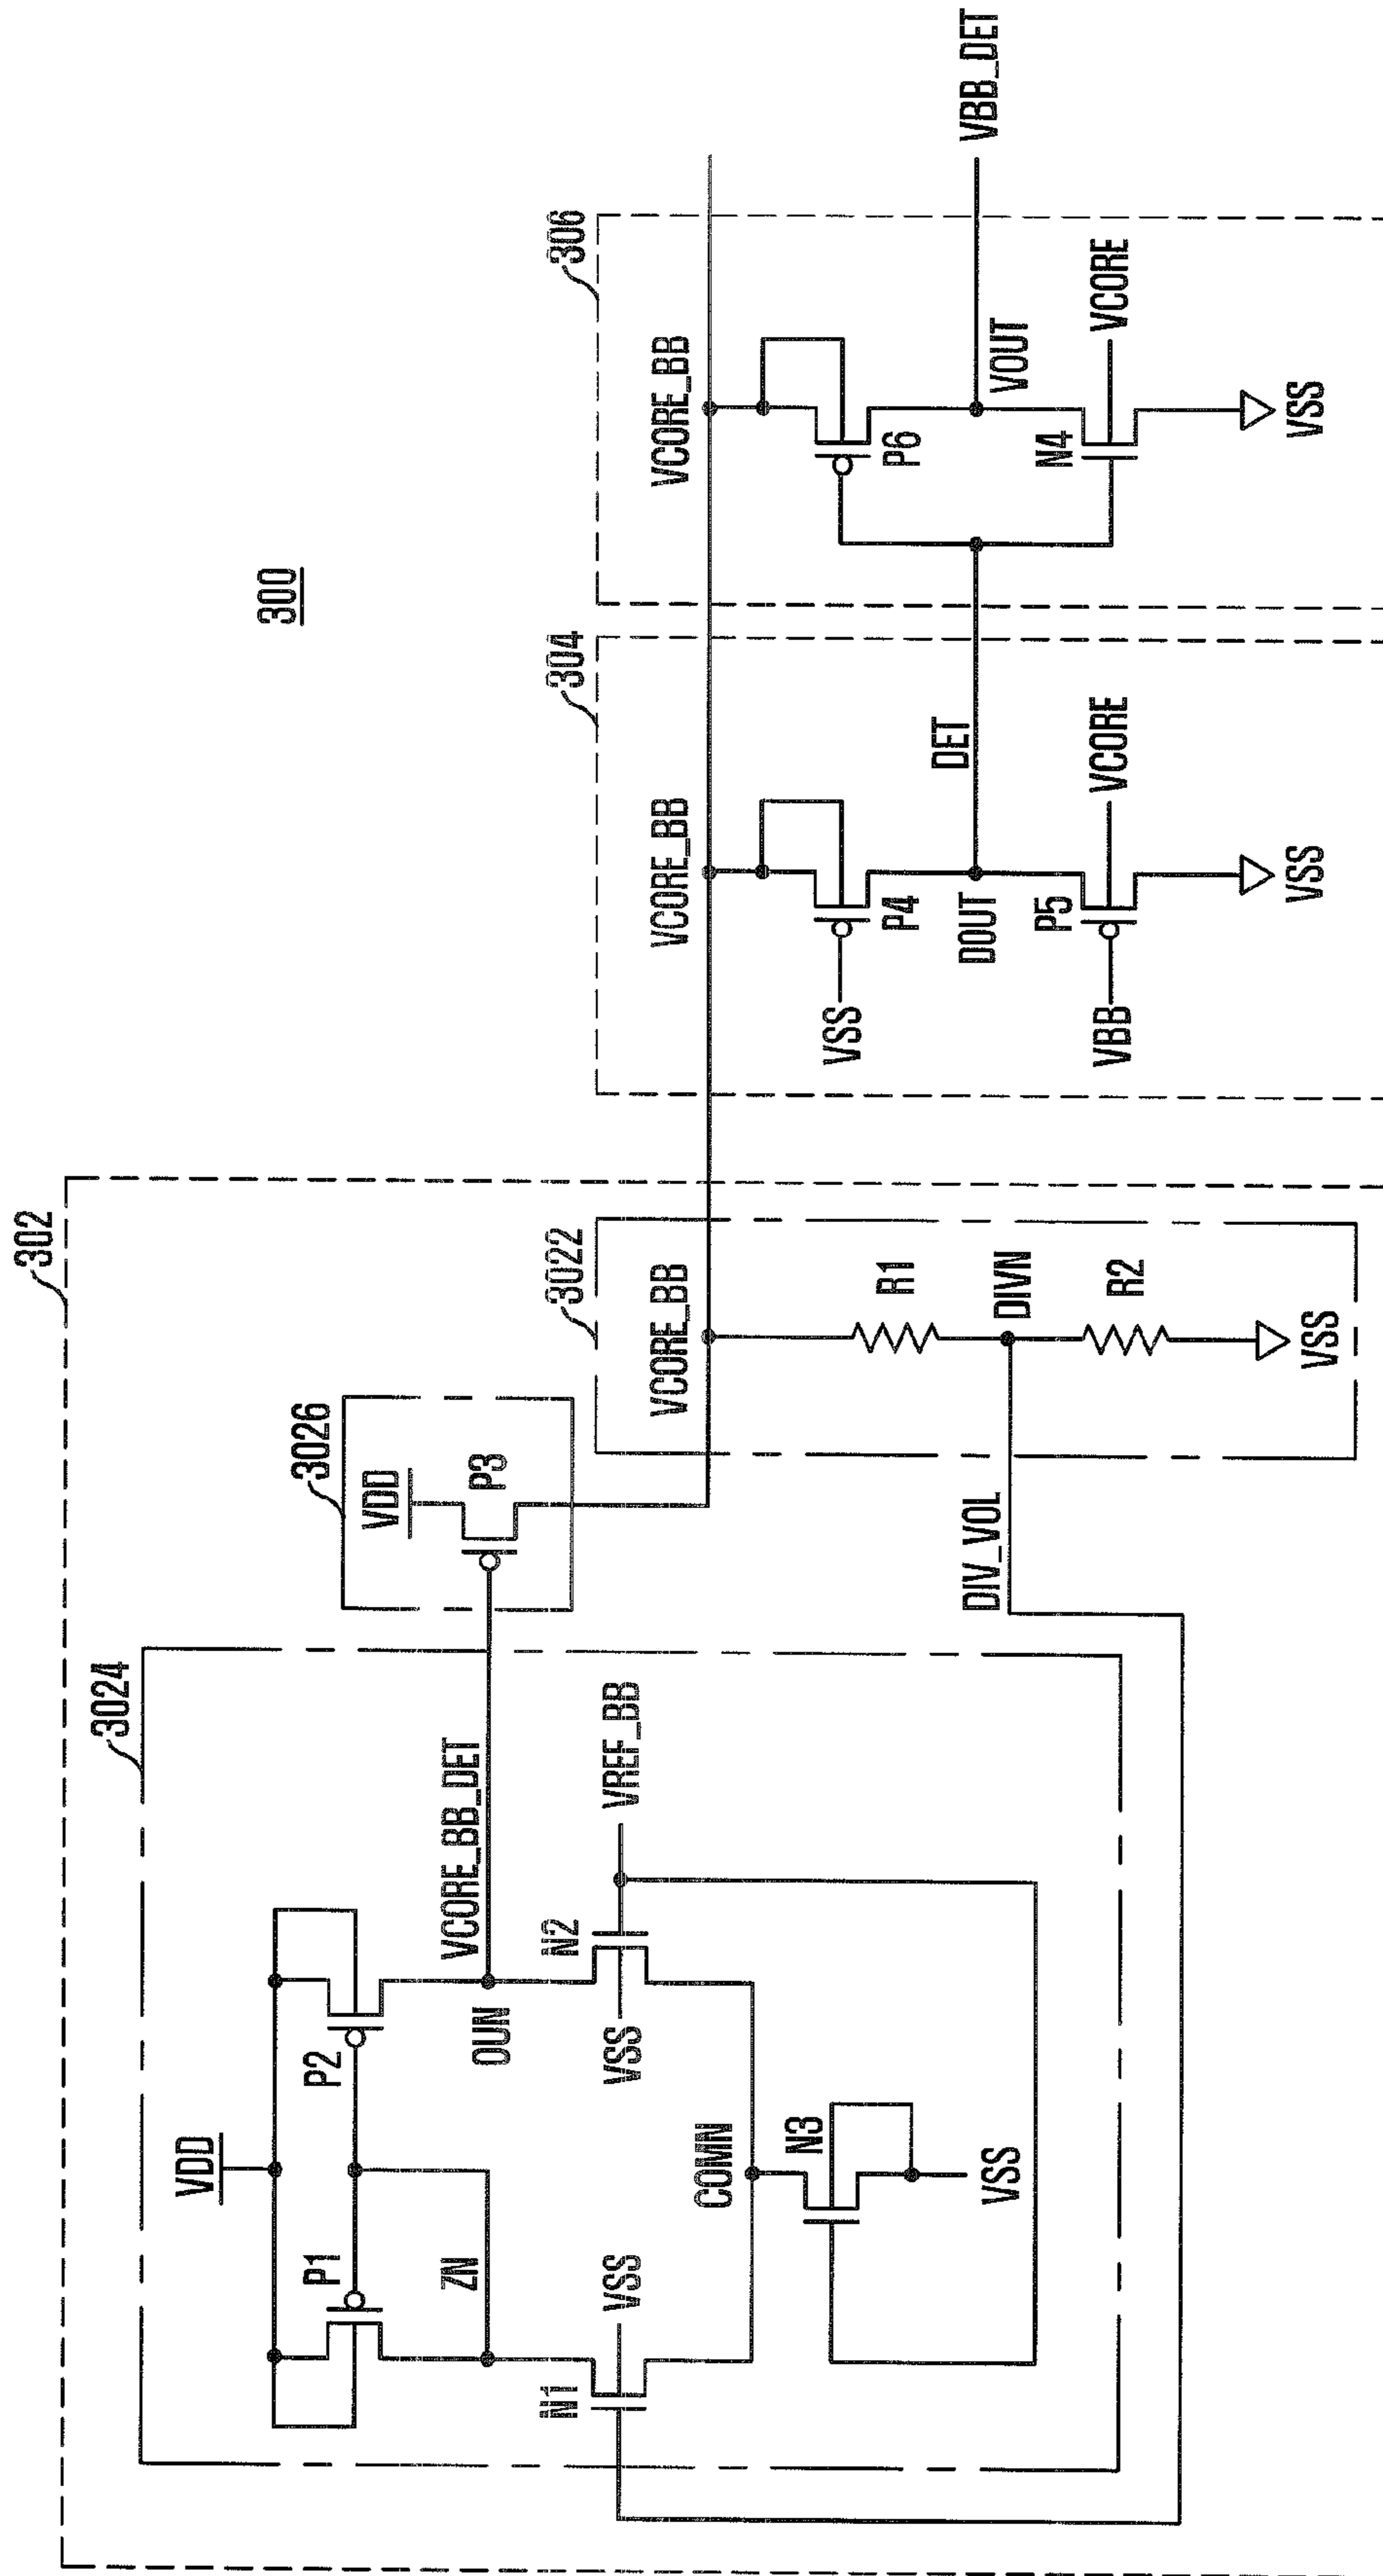 300
302
3024
VDD
P1
P2
ZN
OUN
VCORE_BB_DET
N1
VSS
VSS
N2
VREF_BB
COMN
N3
VSS
3026
VDD
P3
3022
VCORE_BB
R1
DIVN
DIV_VOL
R2
VSS
304
VCORE_BB
VSS
P4
DOUT
DET
P5
VBB
VCORE
VSS
306
VCORE_BB
P6
VOUT
VBB_DET
N4
VCORE
VSS